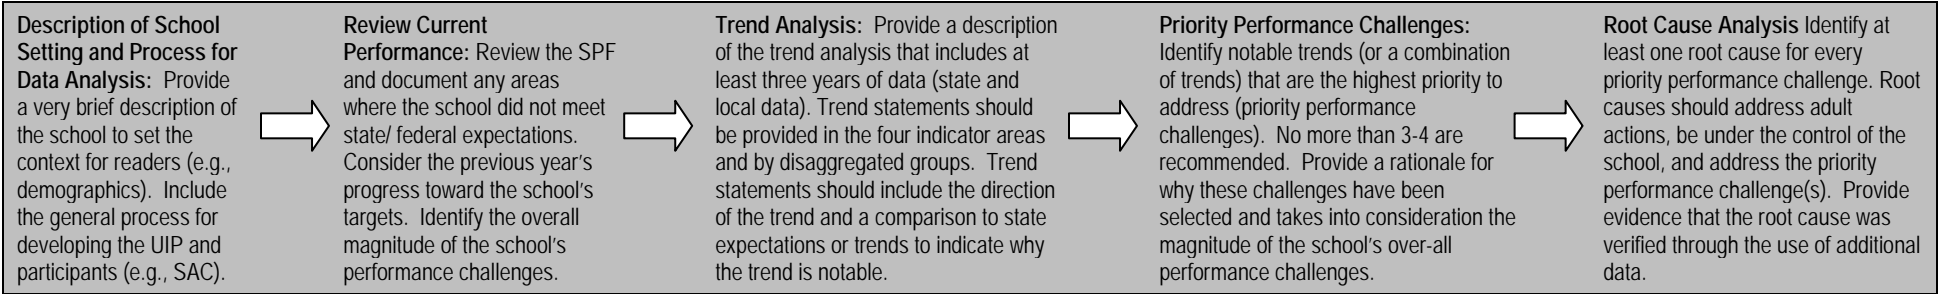 Description of School
Setting and Process for
Data Analysis: Provide
a very brief description of
the school to set the
context for readers (e.g.,
demographics). Include
the general process for
developing the UIP and
participants (e.g., SAC).
Review Current
Performance: Review the SPF
and document any areas
where the school did not meet
state/ federal expectations.
Consider the previous year's
progress toward the school's
targets. Identify the overall
magnitude of the school's
performance challenges.
Trend Analysis: Provide a description
of the trend analysis that includes at
least three years of data (state and
local data). Trend statements should
be provided in the four indicator areas
and by disaggregated groups. Trend
statements should include the direction
of the trend and a comparison to state
expectations or trends to indicate why
the trend is notable.
Priority Performance Challenges:
Identify notable trends (or a combination
of trends) that are the highest priority to
address (priority performance
challenges). No more than 3-4 are
recommended. Provide a rationale for
why these challenges have been
selected and takes into consideration the
magnitude of the school's over-all
performance challenges.
Root Cause Analysis Identify at
least one root cause for every
priority performance challenge. Root
causes should address adult
actions, be under the control of the
school, and address the priority
performance challenge(s). Provide
evidence that the root cause was
verified through the use of additional
data.